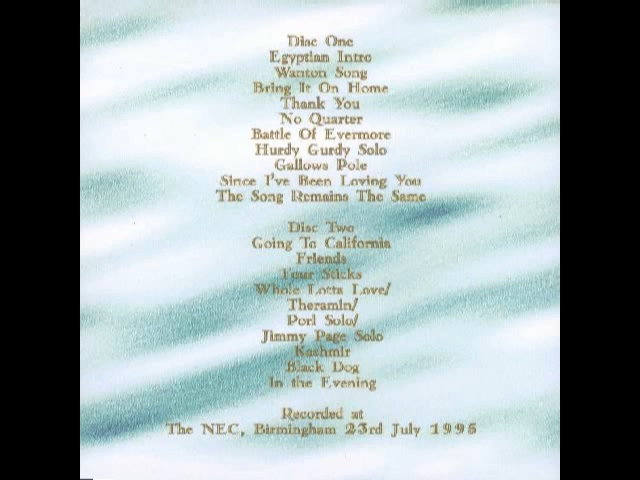 Disc One
Egyptian Intro
Wanton Song
Bring It On Home
Thank You
No Quarter
Battle Of Evermore
Hurdy Gurdy Solo
Gallows Pole
Since I've Been Loving You
The Song Remains The Same
Disc Two
Going To California
Friends
Four Sticks
Whole Lotta Love/
Theramin/
Porl Solo/
Jimmy Page Solo
Kashmir
Black Dog
In the Evening
Recorded at
The NEC, Birmingham 23rd July 1995